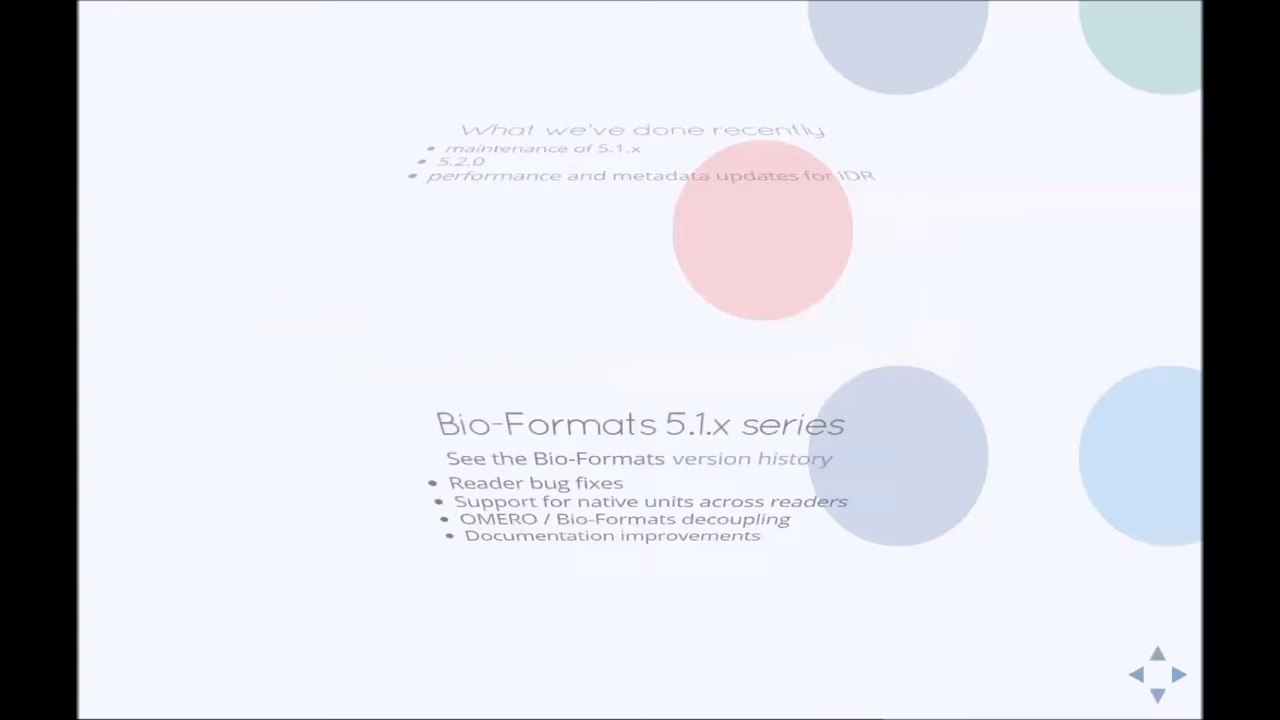 What we've done recently
• maintenance of 5.1.x
• 5.2.0
• performance and metadata updates for IDR
Bio-Formats 5.1.x series
See the Bio-Formats version history
• Reader bug fixes
• Support for native units across readers
• OMERO / Bio-Formats decoupling
• Documentation improvements